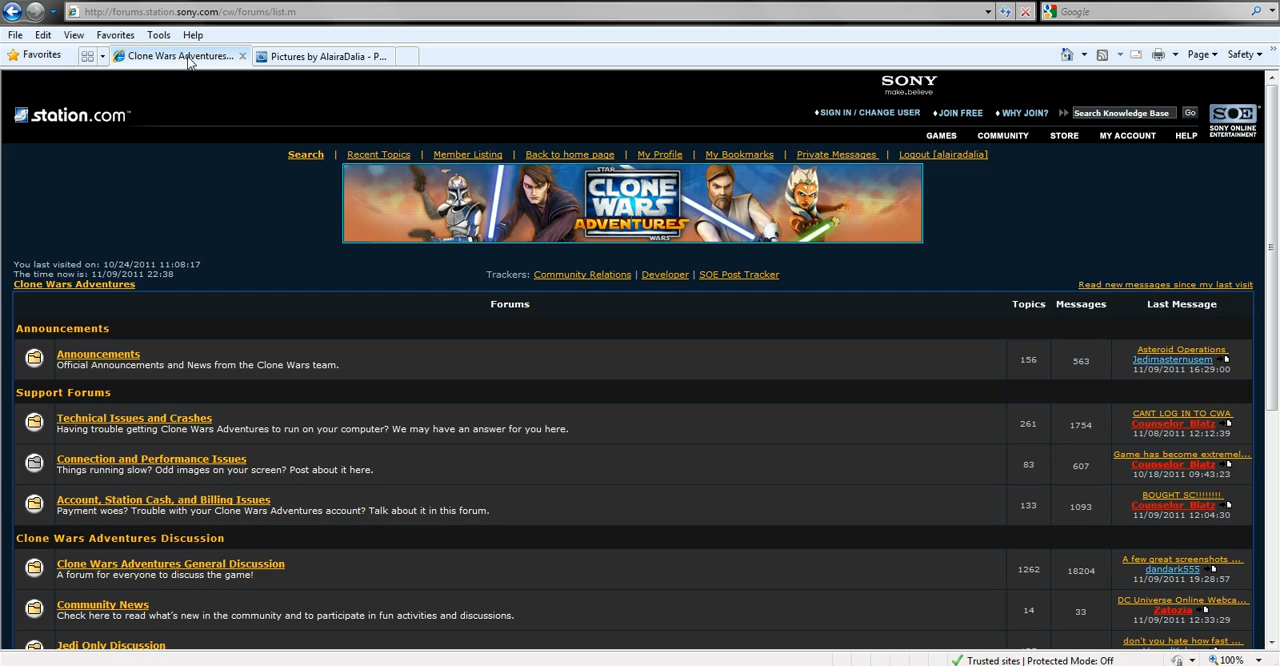 http://forums.station.sony.com/cw/forums/list.m
Google
File Edit View Favorites Tools Help
Favorites
Clone Wars Adventures...
Pictures by AlairaDalia - P...
Page
Safety
SONY
make.believe
station.com
SIGN IN / CHANGE USER
JOIN FREE
WHY JOIN?
Search Knowledge Base
Go
SOE
SONY ONLINE
ENTERTAINMENT
GAMES COMMUNITY STORE MY ACCOUNT HELP
Search | Recent Topics | Member Listing | Back to home page | My Profile | My Bookmarks | Private Messages | Logout [alairadalia]
STAR
CLONE
WARS
ADVENTURES
WARS
You last visited on: 10/24/2011 11:08:17
The time now is: 11/09/2011 22:38
Trackers: Community Relations | Developer | SOE Post Tracker
Clone Wars Adventures
Read new messages since my last visit
Forums Topics Messages Last Message
Announcements
Announcements
Official Announcements and News from the Clone Wars team.
156
563
Asteroid Operations
Jedimasternusem
11/09/2011 16:29:00
Support Forums
Technical Issues and Crashes
Having trouble getting Clone Wars Adventures to run on your computer? We may have an answer for you here.
261
1754
CANT LOG IN TO CWA
Counselor_Blatz
11/08/2011 12:12:39
Connection and Performance Issues
Things running slow? Odd images on your screen? Post about it here.
83
607
Game has become extremel...
Counselor_Blatz
10/18/2011 09:43:23
Account, Station Cash, and Billing Issues
Payment woes? Trouble with your Clone Wars Adventures account? Talk about it in this forum.
133
1093
BOUGHT SC!!!!!!!!
Counselor_Blatz
11/09/2011 12:04:30
Clone Wars Adventures Discussion
Clone Wars Adventures General Discussion
A forum for everyone to discuss the game!
1262
18204
A few great screenshots ...
dandark555
11/09/2011 19:28:57
Community News
Check here to read what's new in the community and to participate in fun activities and discussions.
14
33
DC Universe Online Webca...
Zatozia
11/09/2011 12:33:29
Jedi Only Discussion
don't you hate how fast ...
Trusted sites | Protected Mode: Off
100%